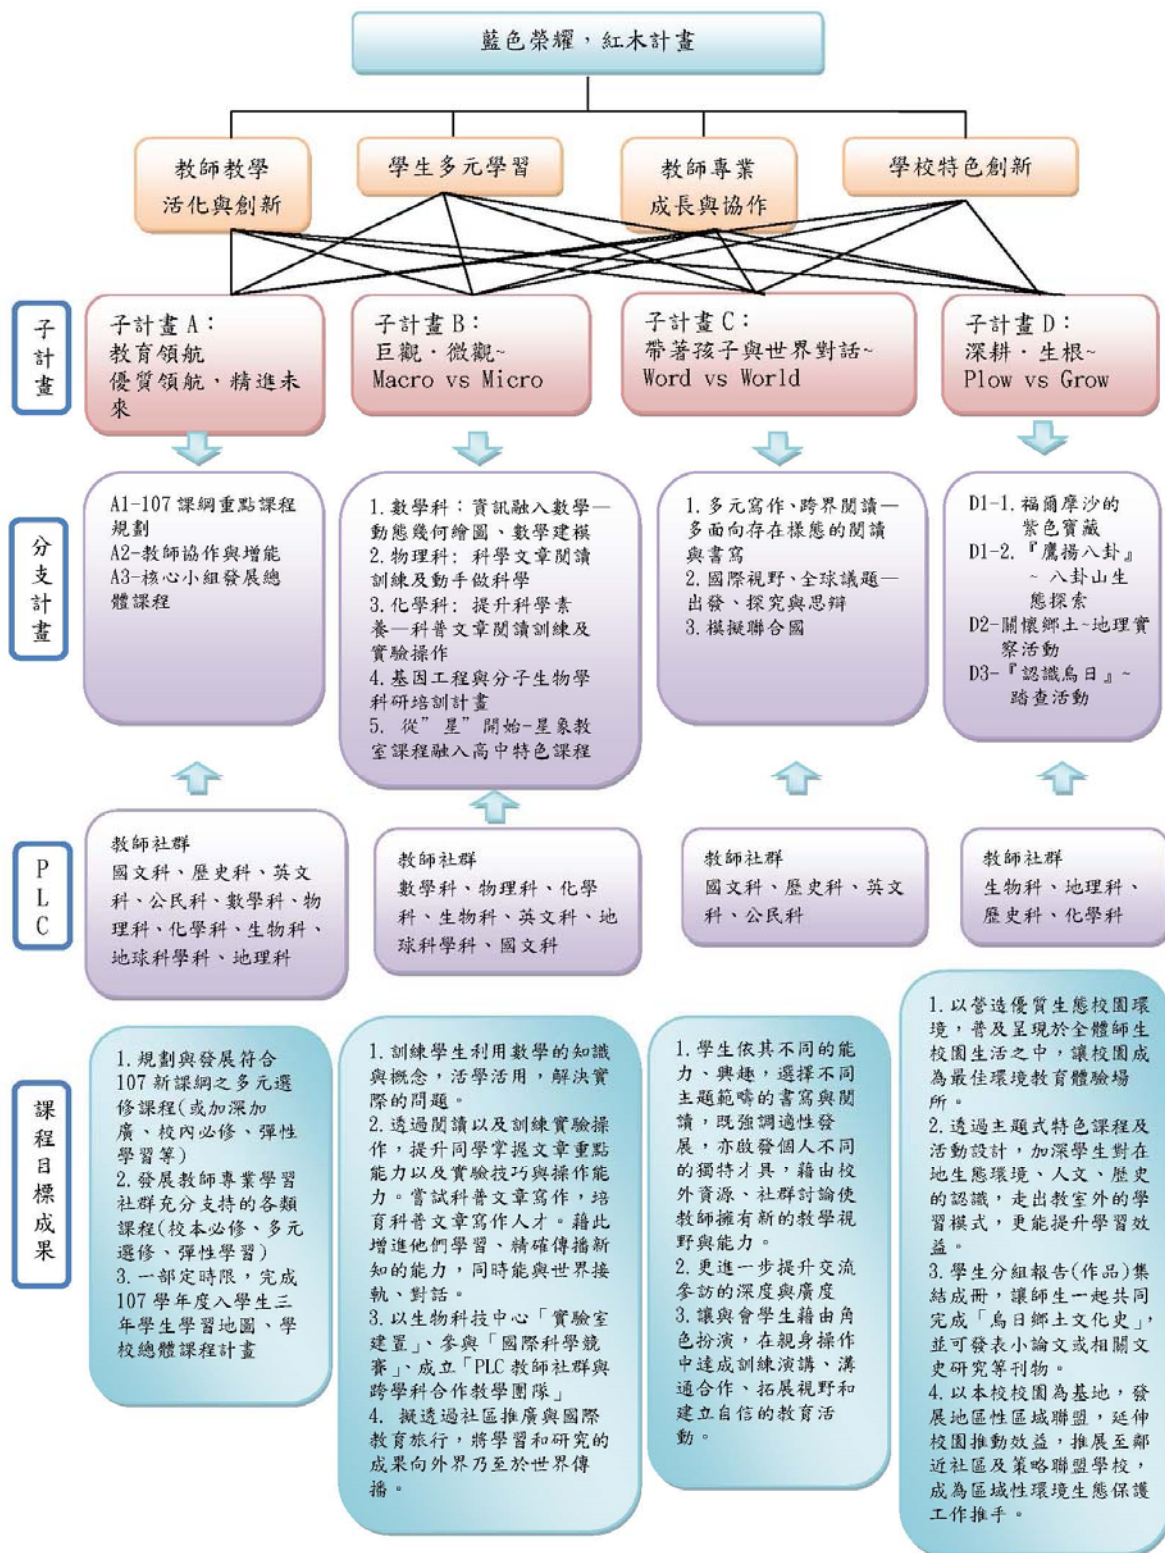 藍色榮耀，紅木計畫
教師教學
活化與創新
學生多元學習
教師專業
成長與協作
學校特色創新
子計畫
子計畫 A：
教育領航
優質領航，精進未
來
子計畫 B：
巨觀．微觀~
Macro vs Micro
子計畫 C：
帶著孩子與世界對話~
Word vs World
子計畫 D：
深耕．生根~
Plow vs Grow
分支計畫
A1-107 課綱重點課程
規劃
A2-教師協作與增能
A3-核心小組發展總
體課程
1. 數學科：資訊融入數學—
動態幾何繪圖、數學建模
2. 物理科: 科學文章閱讀
訓練及動手做科學
3. 化學科: 提升科學素
養—科普文章閱讀訓練及
實驗操作
4. 基因工程與分子生物學
科研培訓計畫
5. 從”星”開始-星象教
室課程融入高中特色課程
1. 多元寫作、跨界閱讀—
多面向存在樣態的閱讀
與書寫
2. 國際視野、全球議題—
出發、探究與思辯
3. 模擬聯合國
D1-1. 福爾摩沙的
紫色寶藏
D1-2.『鷹揚八卦』
~ 八卦山生
態探索
D2-關懷鄉土~地理實
察活動
D3-『認識烏日』~
踏查活動
PLC
教師社群
國文科、歷史科、英文
科、公民科、數學科、物
理科、化學科、生物科、
地球科學科、地理科
教師社群
數學科、物理科、化學
科、生物科、英文科、地
球科學科、國文科
教師社群
國文科、歷史科、英文
科、公民科
教師社群
生物科、地理科、
歷史科、化學科
課程目標成果
1. 規劃與發展符合
107 新課綱之多元選
修課程(或加深加
廣、校內必修、彈性
學習等)
2. 發展教師專業學習
社群充分支持的各類
課程(校本必修、多元
選修、彈性學習)
3. 一部定時限，完成
107 學年度入學生三
年學生學習地圖、學
校總體課程計畫
1. 訓練學生利用數學的知識
與概念，活學活用，解決實
際的問題。
2. 透過閱讀以及訓練實驗操
作，提升同學掌握文章重點
能力以及實驗技巧與操作能
力。嘗試科普文章寫作，培
育科普文章寫作人才。藉此
增進他們學習、精確傳播新
知的能力，同時能與世界接
軌、對話。
3. 以生物科技中心「實驗室
建置」、參與「國際科學競
賽」、成立「PLC 教師社群與
跨學科合作教學團隊」
4. 擬透過社區推廣與國際
教育旅行，將學習和研究的
成果向外界乃至於世界傳
播。
1. 學生依其不同的能
力、興趣，選擇不同
主題範疇的書寫與閱
讀，既強調適性發
展，亦啟發個人不同
的獨特才具，藉由校
外資源、社群討論使
教師擁有新的教學視
野與能力。
2. 更進一步提升交流
參訪的深度與廣度
3. 讓與會學生藉由角
色扮演，在親身操作
中達成訓練演講、溝
通合作、拓展視野和
建立自信的教育活
動。
1. 以營造優質生態校園環
境，普及呈現於全體師生
校園生活之中，讓校園成
為最佳環境教育體驗場
所。
2. 透過主題式特色課程及
活動設計，加深學生對在
地生態環境、人文、歷史
的認識，走出教室外的學
習模式，更能提升學習效
益。
3. 學生分組報告(作品)集
結成冊，讓師生一起共同
完成「烏日鄉土文化史」，
並可發表小論文或相關文
史研究等刊物。
4. 以本校校園為基地，發
展地區性區域聯盟，延伸
校園推動效益，推展至鄰
近社區及策略聯盟學校，
成為區域性環境生態保護
工作推手。